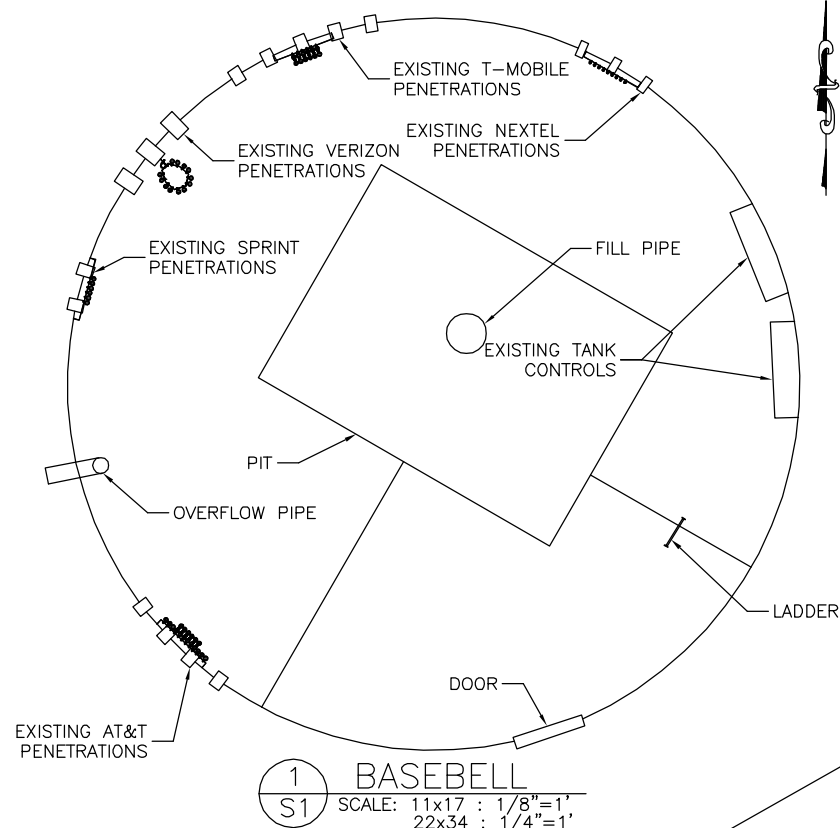 EXISTING T-MOBILE
PENETRATIONS
EXISTING NEXTEL
PENETRATIONS
EXISTING VERIZON
PENETRATIONS
EXISTING SPRINT
PENETRATIONS
FILL PIPE
EXISTING TANK
CONTROLS
PIT
OVERFLOW PIPE
LADDER
DOOR
EXISTING AT&T
PENETRATIONS
1
S1
BASEBELL
SCALE: 11x17 : 1/8"=1'
22x34 : 1/4"=1'